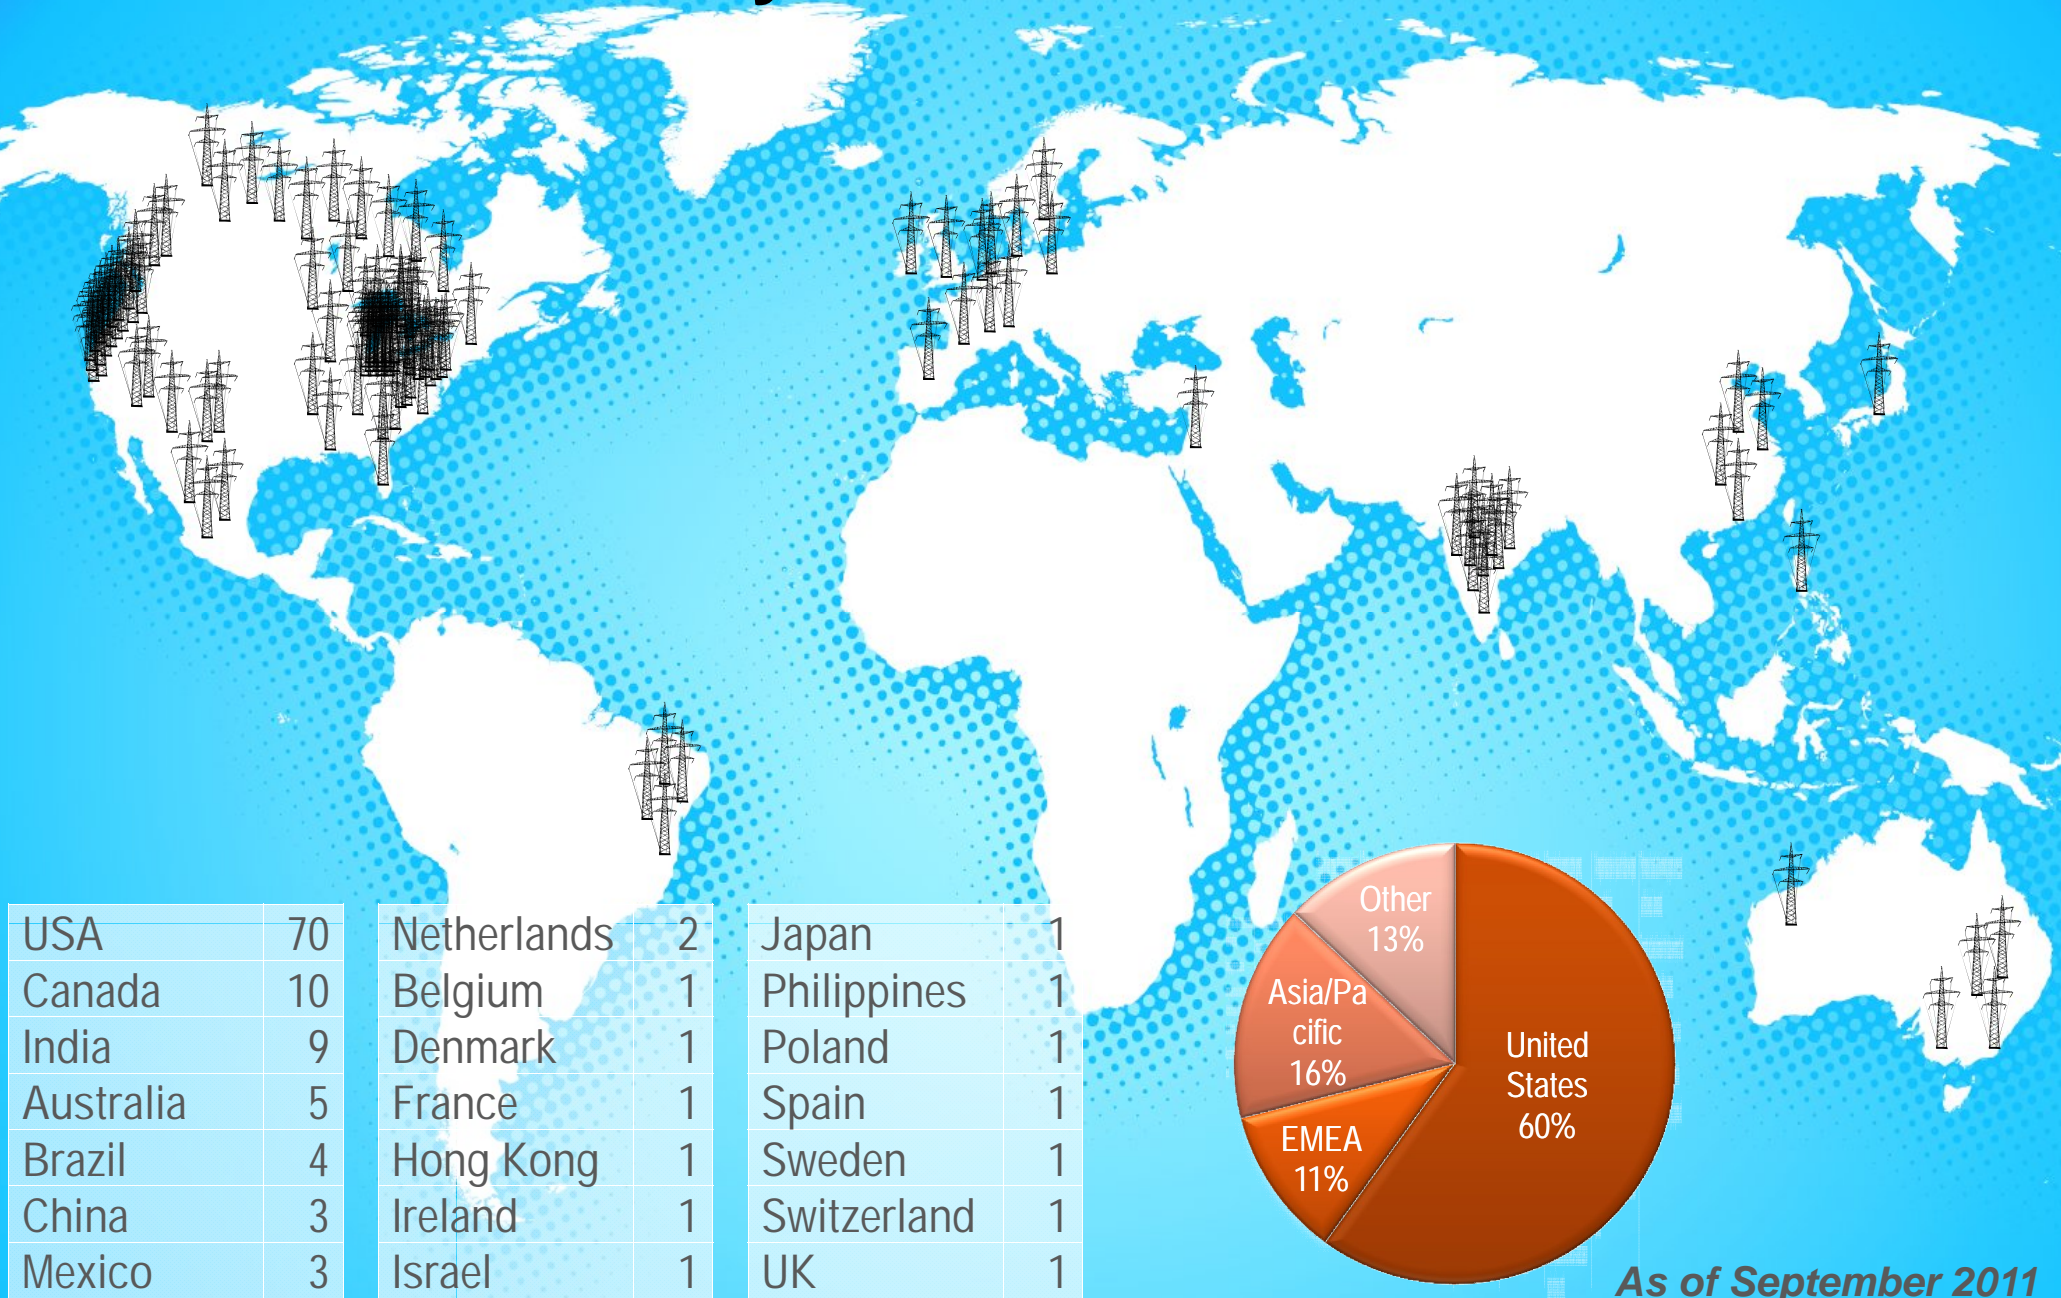 USA 70
Canada 10
India 9
Australia 5
Brazil 4
China 3
Mexico 3
Netherlands 2
Belgium 1
Denmark 1
France 1
Hong Kong 1
Ireland 1
Israel 1
Japan 1
Philippines 1
Poland 1
Spain 1
Sweden 1
Switzerland 1
UK 1
Other
13%
Asia/Pa
cific
16%
EMEA
11%
United
States
60%
As of September 2011